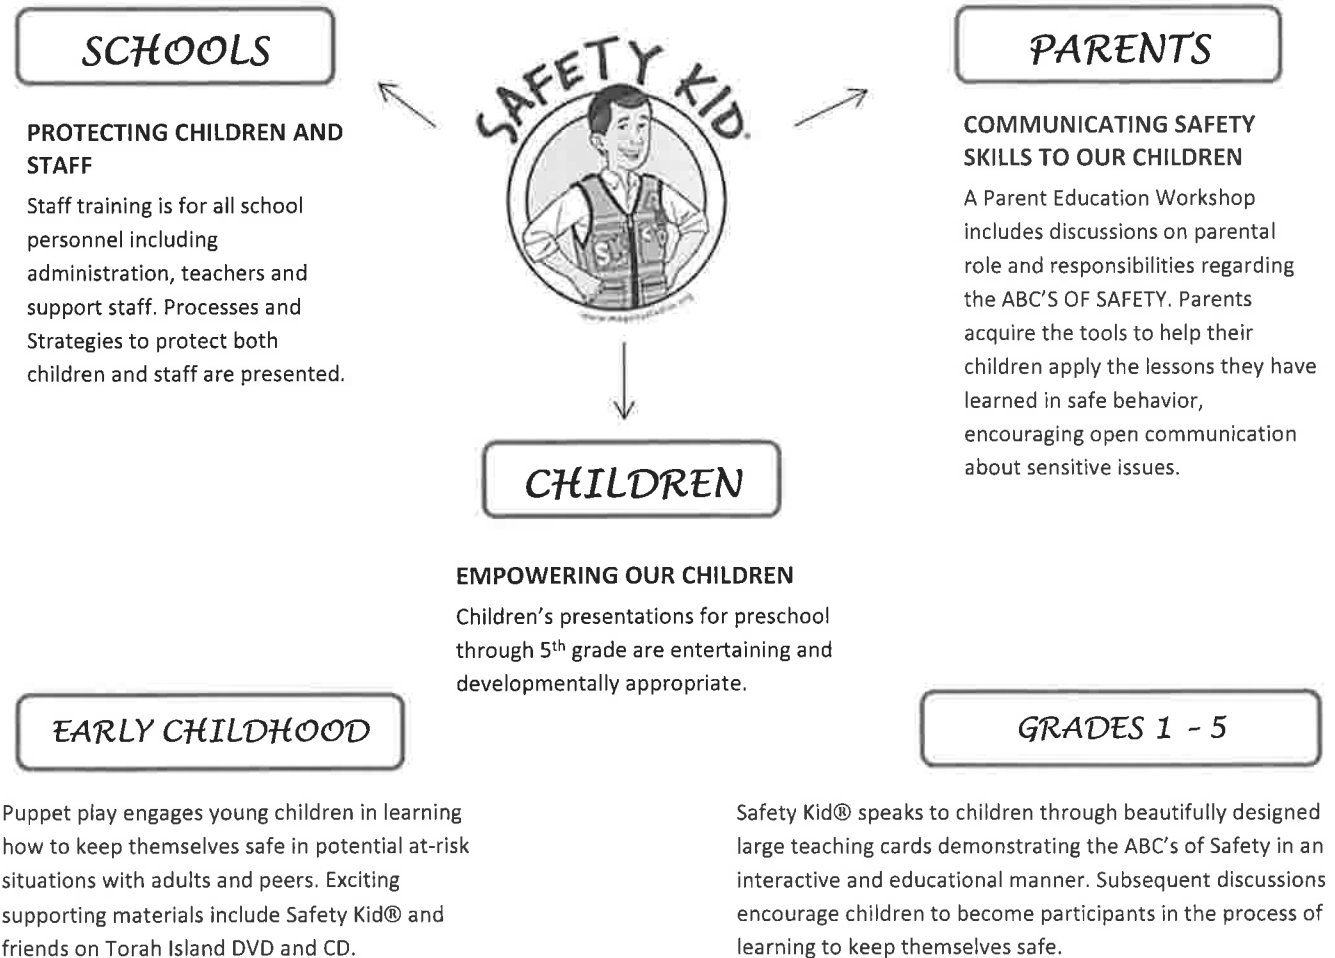 SCHOOLS
PROTECTING CHILDREN AND
STAFF
Staff training is for all school
personnel including
administration, teachers and
support staff. Processes and
Strategies to protect both
children and staff are presented.
SAFETY KID®
SK
PARENTS
COMMUNICATING SAFETY
SKILLS TO OUR CHILDREN
A Parent Education Workshop
includes discussions on parental
role and responsibilities regarding
the ABC'S OF SAFETY. Parents
acquire the tools to help their
children apply the lessons they have
learned in safe behavior,
encouraging open communication
about sensitive issues.
CHILDREN
EMPOWERING OUR CHILDREN
Children's presentations for preschool
through 5th grade are entertaining and
developmentally appropriate.
EARLY CHILDHOOD
Puppet play engages young children in learning
how to keep themselves safe in potential at-risk
situations with adults and peers. Exciting
supporting materials include Safety Kid® and
friends on Torah Island DVD and CD.
GRADES 1 - 5
Safety Kid® speaks to children through beautifully designed
large teaching cards demonstrating the ABC's of Safety in an
interactive and educational manner. Subsequent discussions
encourage children to become participants in the process of
learning to keep themselves safe.